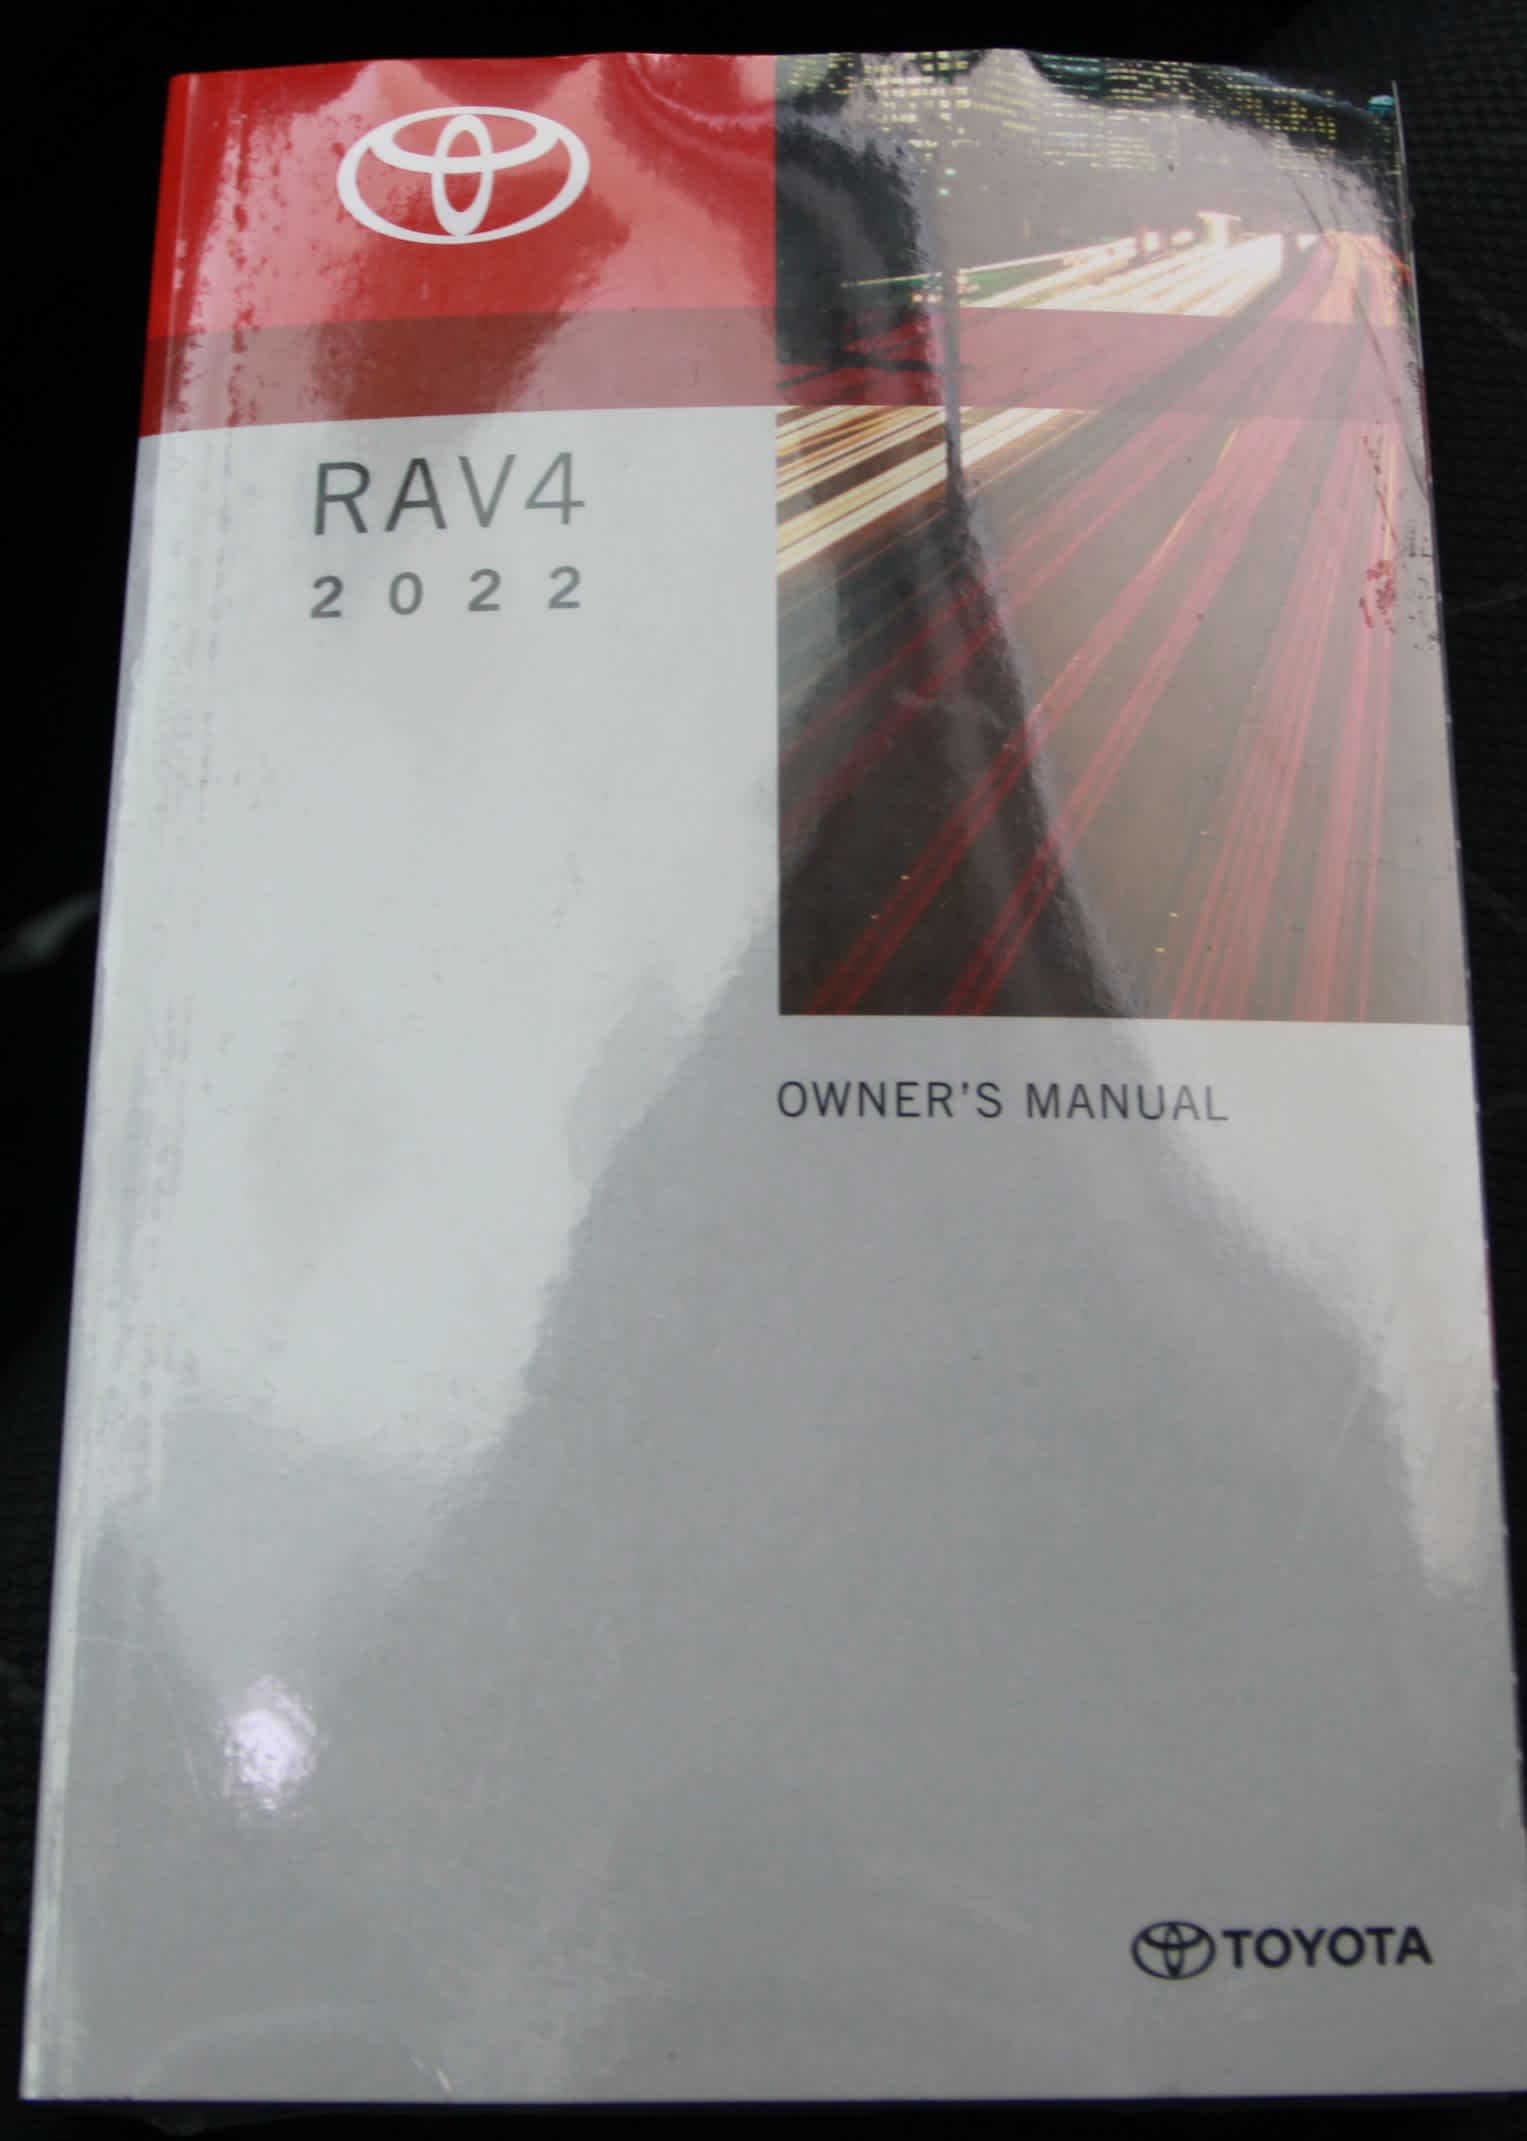 RAV4
2022
OWNER'S MANUAL
TOYOTA